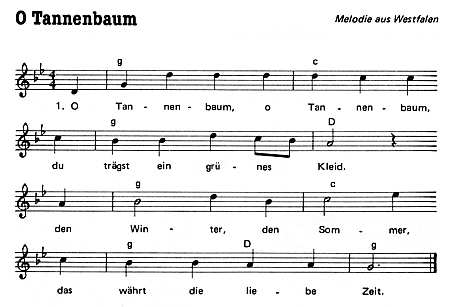 O Tannenbaum
Melodie aus Westfalen
g c
1. O Tan - nen - baum, o Tan - nen - baum,
g D
du trägst ein grü - nes Kleid.
g c
den Win - ter, den Som - mer,
g D g
das währt die lie - be Zeit.